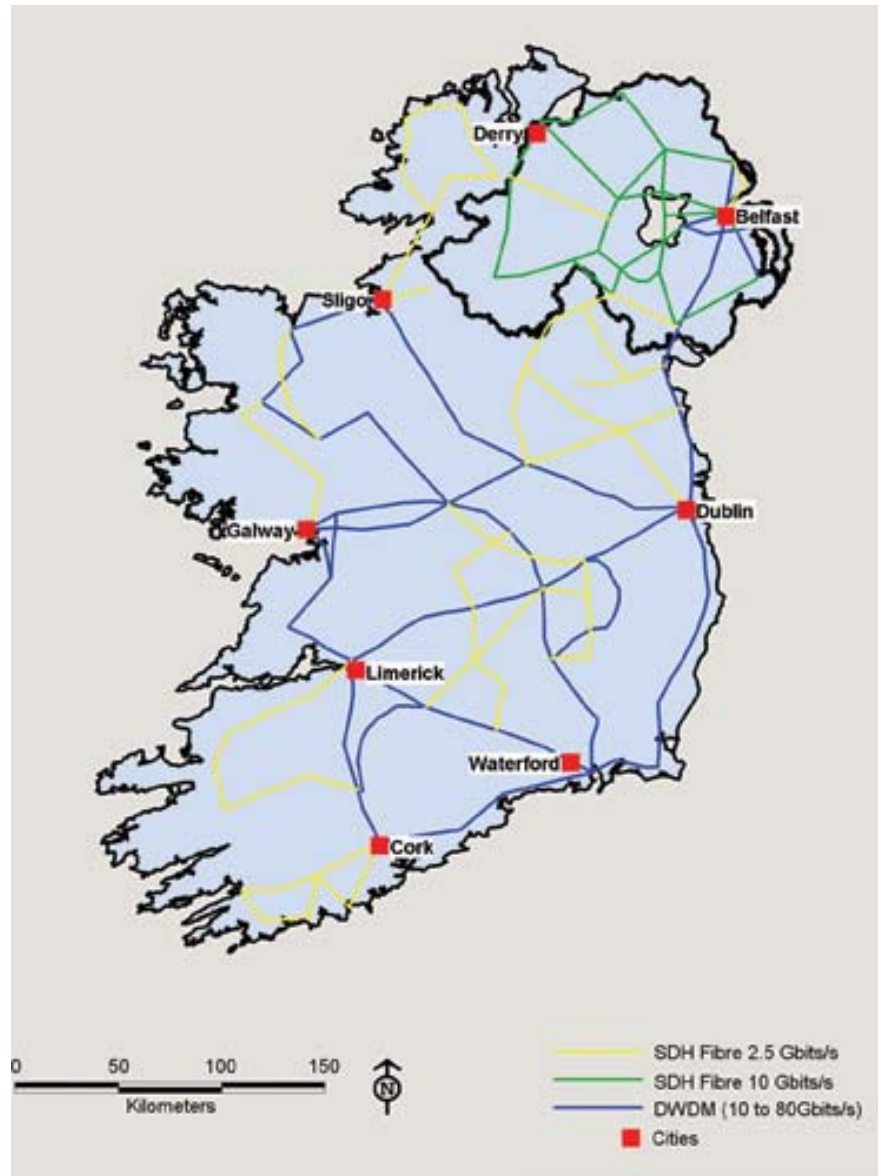 Derry
Belfast
Sligo
Galway
Dublin
Limerick
Waterford
Cork
0 50 100 150
Kilometers
N
SDH Fibre 2.5 Gbits/s
SDH Fibre 10 Gbits/s
DWDM (10 to 80Gbits/s)
Cities